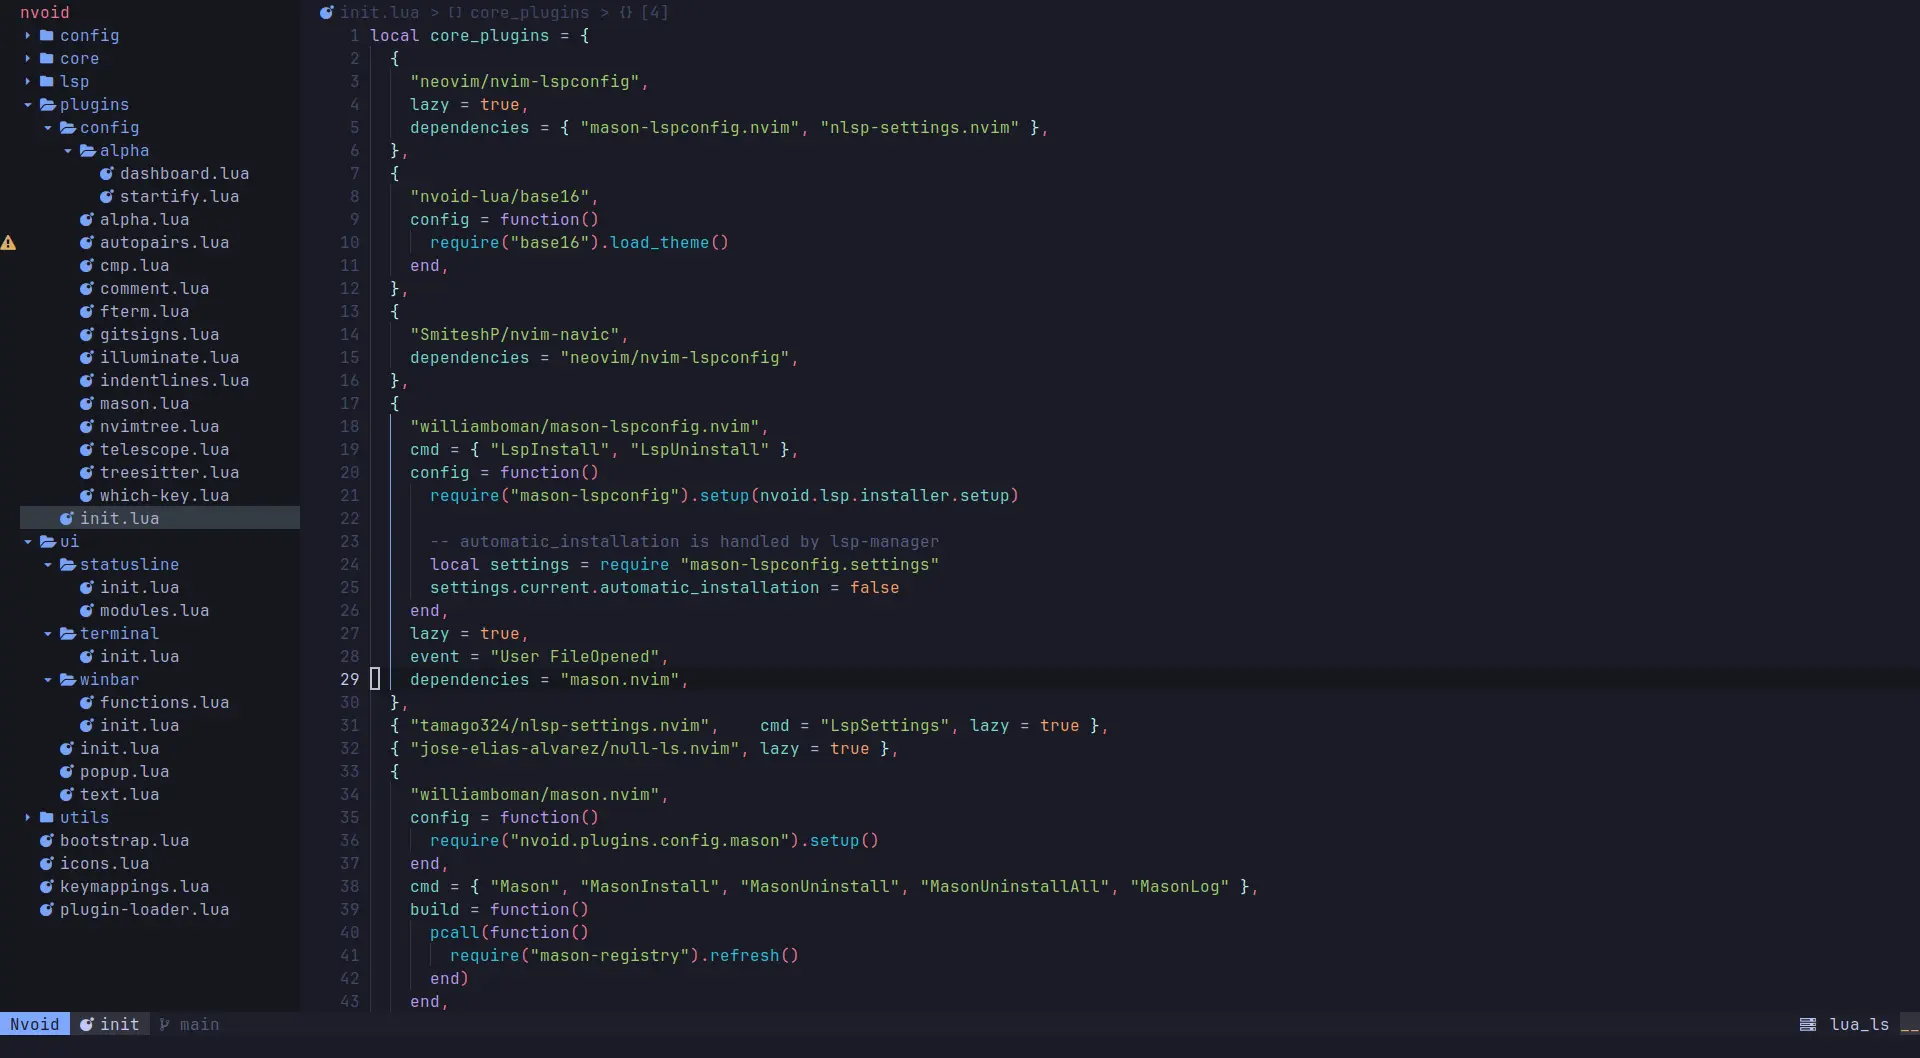 nvoid
config
core
lsp
plugins
config
alpha
dashboard.lua
startify.lua
alpha.lua
autopairs.lua
cmp.lua
comment.lua
fterm.lua
gitsigns.lua
illuminate.lua
indentlines.lua
mason.lua
nvimtree.lua
telescope.lua
treesitter.lua
which-key.lua
init.lua
ui
statusline
init.lua
modules.lua
terminal
init.lua
winbar
functions.lua
init.lua
init.lua
popup.lua
text.lua
utils
bootstrap.lua
icons.lua
keymappings.lua
plugin-loader.lua
init.lua > [] core_plugins > {} [4]
1 local core_plugins = {
2   {
3     "neovim/nvim-lspconfig",
4     lazy = true,
5     dependencies = { "mason-lspconfig.nvim", "nlsp-settings.nvim" },
6   },
7   {
8     "nvoid-lua/base16",
9     config = function()
10       require("base16").load_theme()
11     end,
12   },
13   {
14     "SmiteshP/nvim-navic",
15     dependencies = "neovim/nvim-lspconfig",
16   },
17   {
18     "williamboman/mason-lspconfig.nvim",
19     cmd = { "LspInstall", "LspUninstall" },
20     config = function()
21       require("mason-lspconfig").setup(nvoid.lsp.installer.setup)
22
23       -- automatic_installation is handled by lsp-manager
24       local settings = require "mason-lspconfig.settings"
25       settings.current.automatic_installation = false
26     end,
27     lazy = true,
28     event = "User FileOpened",
29     dependencies = "mason.nvim",
30   },
31   { "tamago324/nlsp-settings.nvim",    cmd = "LspSettings", lazy = true },
32   { "jose-elias-alvarez/null-ls.nvim", lazy = true },
33   {
34     "williamboman/mason.nvim",
35     config = function()
36       require("nvoid.plugins.config.mason").setup()
37     end,
38     cmd = { "Mason", "MasonInstall", "MasonUninstall", "MasonUninstallAll", "MasonLog" },
39     build = function()
40       pcall(function()
41         require("mason-registry").refresh()
42       end)
43     end,
Nvoid init main lua_ls __